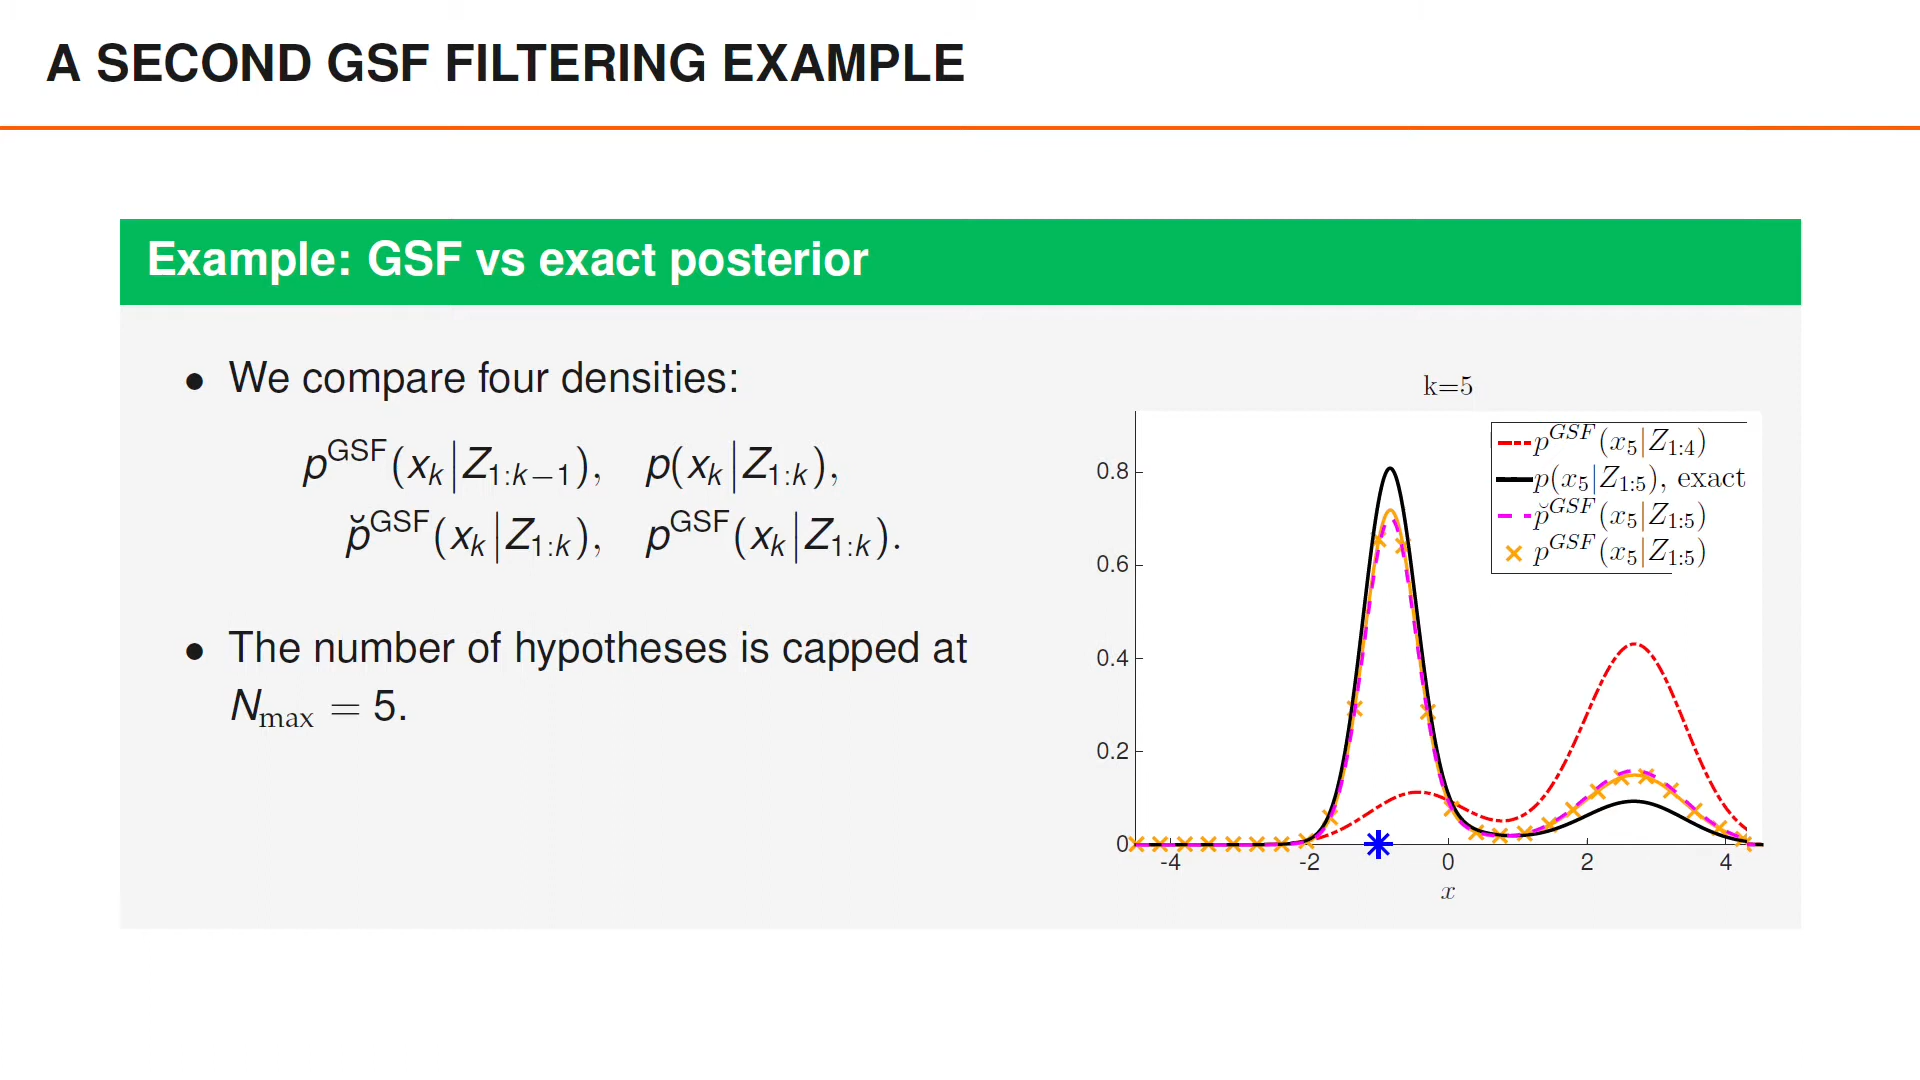 A SECOND GSF FILTERING EXAMPLE
Example: GSF vs exact posterior
• We compare four densities:
p^GSF(x_k|Z_1:k−1), p(x_k|Z_1:k),
p̆^GSF(x_k|Z_1:k), p^GSF(x_k|Z_1:k).
• The number of hypotheses is capped at
N_max = 5.
k=5
p^GSF(x_5|Z_1:4)
p(x_5|Z_1:5), exact
p̆^GSF(x_5|Z_1:5)
p^GSF(x_5|Z_1:5)
0.8
0.6
0.4
0.2
0
-4 -2 0 2 4
x